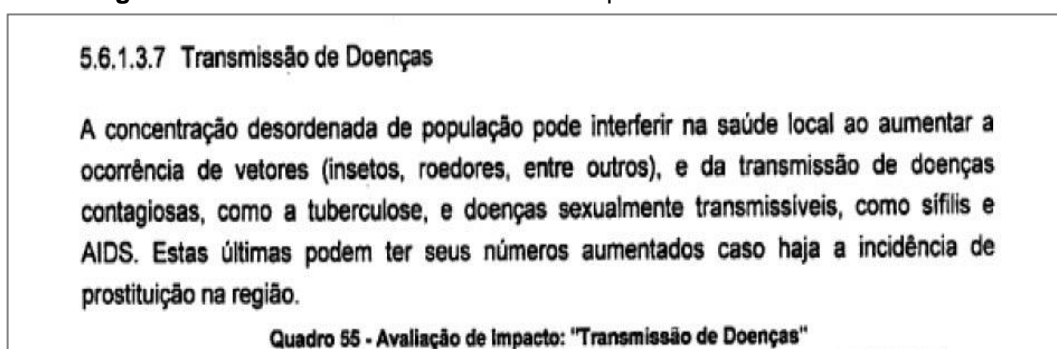 5.6.1.3.7 Transmissão de Doenças
A concentração desordenada de população pode interferir na saúde local ao aumentar a
ocorrência de vetores (insetos, roedores, entre outros), e da transmissão de doenças
contagiosas, como a tuberculose, e doenças sexualmente transmissíveis, como sífilis e
AIDS. Estas últimas podem ter seus números aumentados caso haja a incidência de
prostituição na região.
Quadro 55 - Avaliação de Impacto: "Transmissão de Doenças"